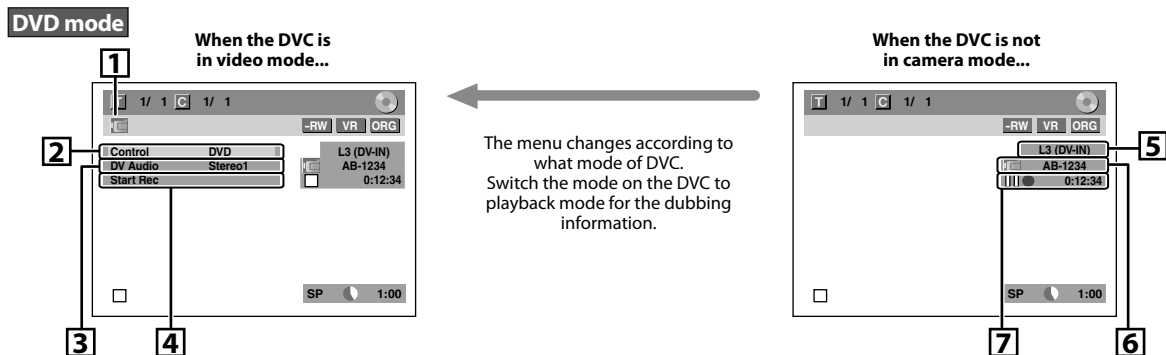 DVD mode
When the DVC is
in video mode...
1
T 1/ 1 C 1/ 1
-RW VR ORG
2
Control DVD
DV Audio Stereo1
Start Rec
L3 (DV-IN)
AB-1234
0:12:34
SP 1:00
3
4
The menu changes according to
what mode of DVC.
Switch the mode on the DVC to
playback mode for the dubbing
information.
When the DVC is not
in camera mode...
T 1/ 1 C 1/ 1
-RW VR ORG
L3 (DV-IN)
5
AB-1234
0:12:34
SP 1:00
7
6